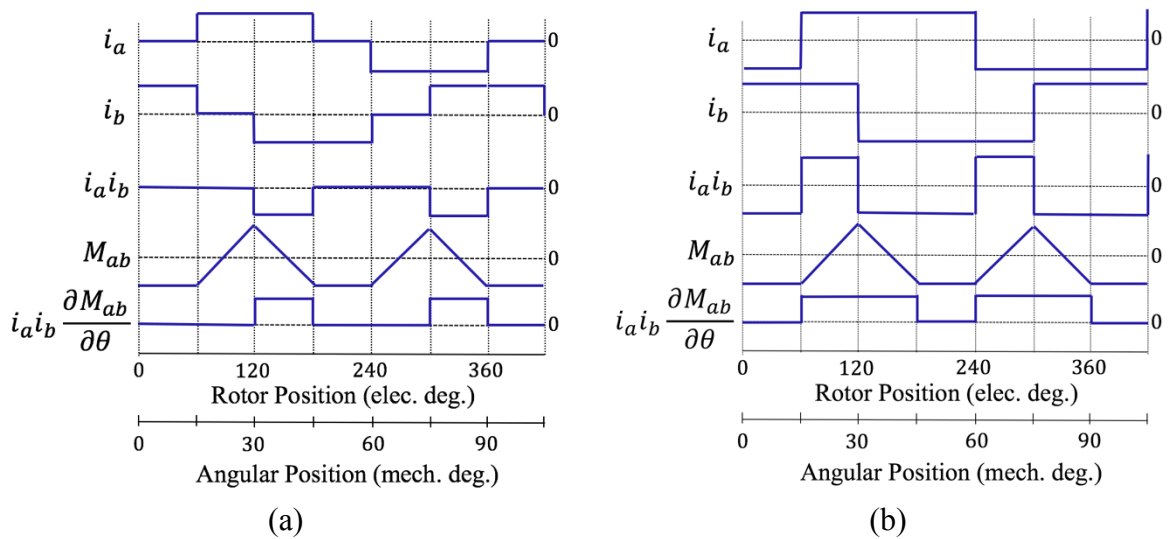 i_a 0
i_b 0
i_a i_b 0
M_ab 0
i_a i_b ∂M_ab/∂θ 0
0 120 240 360
Rotor Position (elec. deg.)
0 30 60 90
Angular Position (mech. deg.)
(a)
i_a 0
i_b 0
i_a i_b 0
M_ab 0
i_a i_b ∂M_ab/∂θ 0
0 120 240 360
Rotor Position (elec. deg.)
0 30 60 90
Angular Position (mech. deg.)
(b)